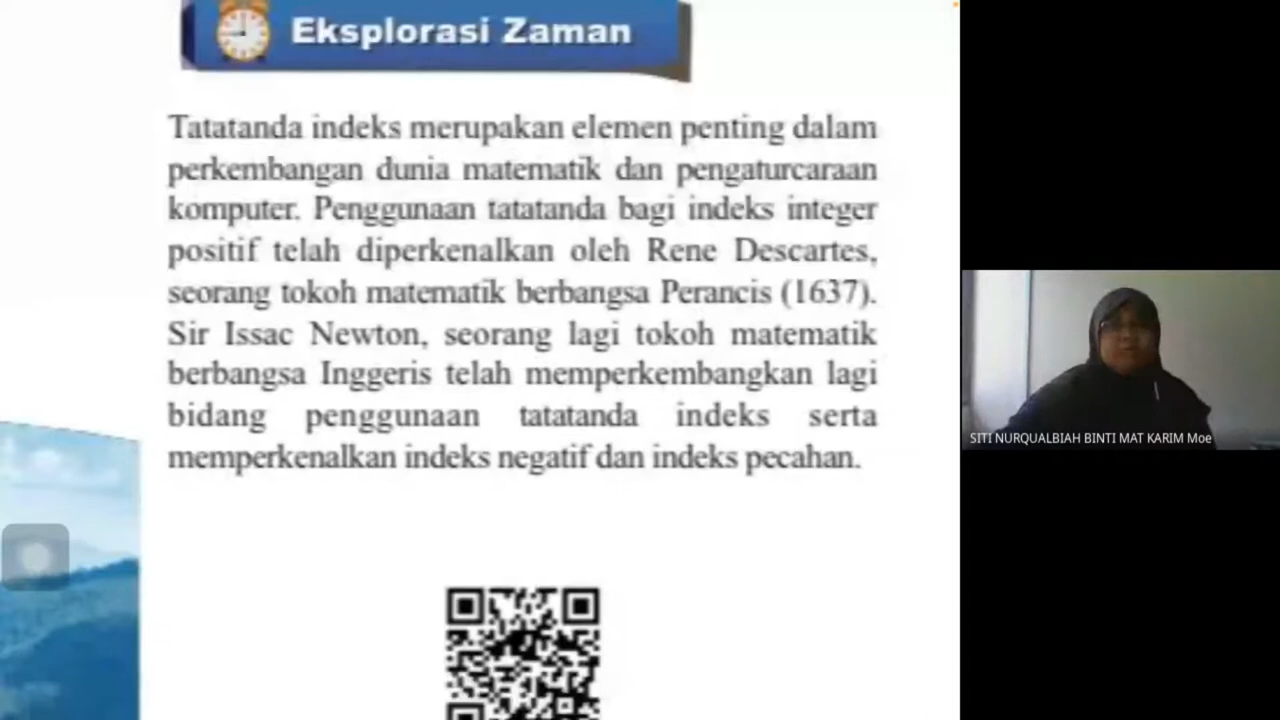 Eksplorasi Zaman
Tatatanda indeks merupakan elemen penting dalam
perkembangan dunia matematik dan pengaturcaraan
komputer. Penggunaan tatatanda bagi indeks integer
positif telah diperkenalkan oleh Rene Descartes,
seorang tokoh matematik berbangsa Perancis (1637).
Sir Issac Newton, seorang lagi tokoh matematik
berbangsa Inggeris telah memperkembangkan lagi
bidang penggunaan tatatanda indeks serta
memperkenalkan indeks negatif dan indeks pecahan.
SITI NURQUALBIAH BINTI MAT KARIM Moe